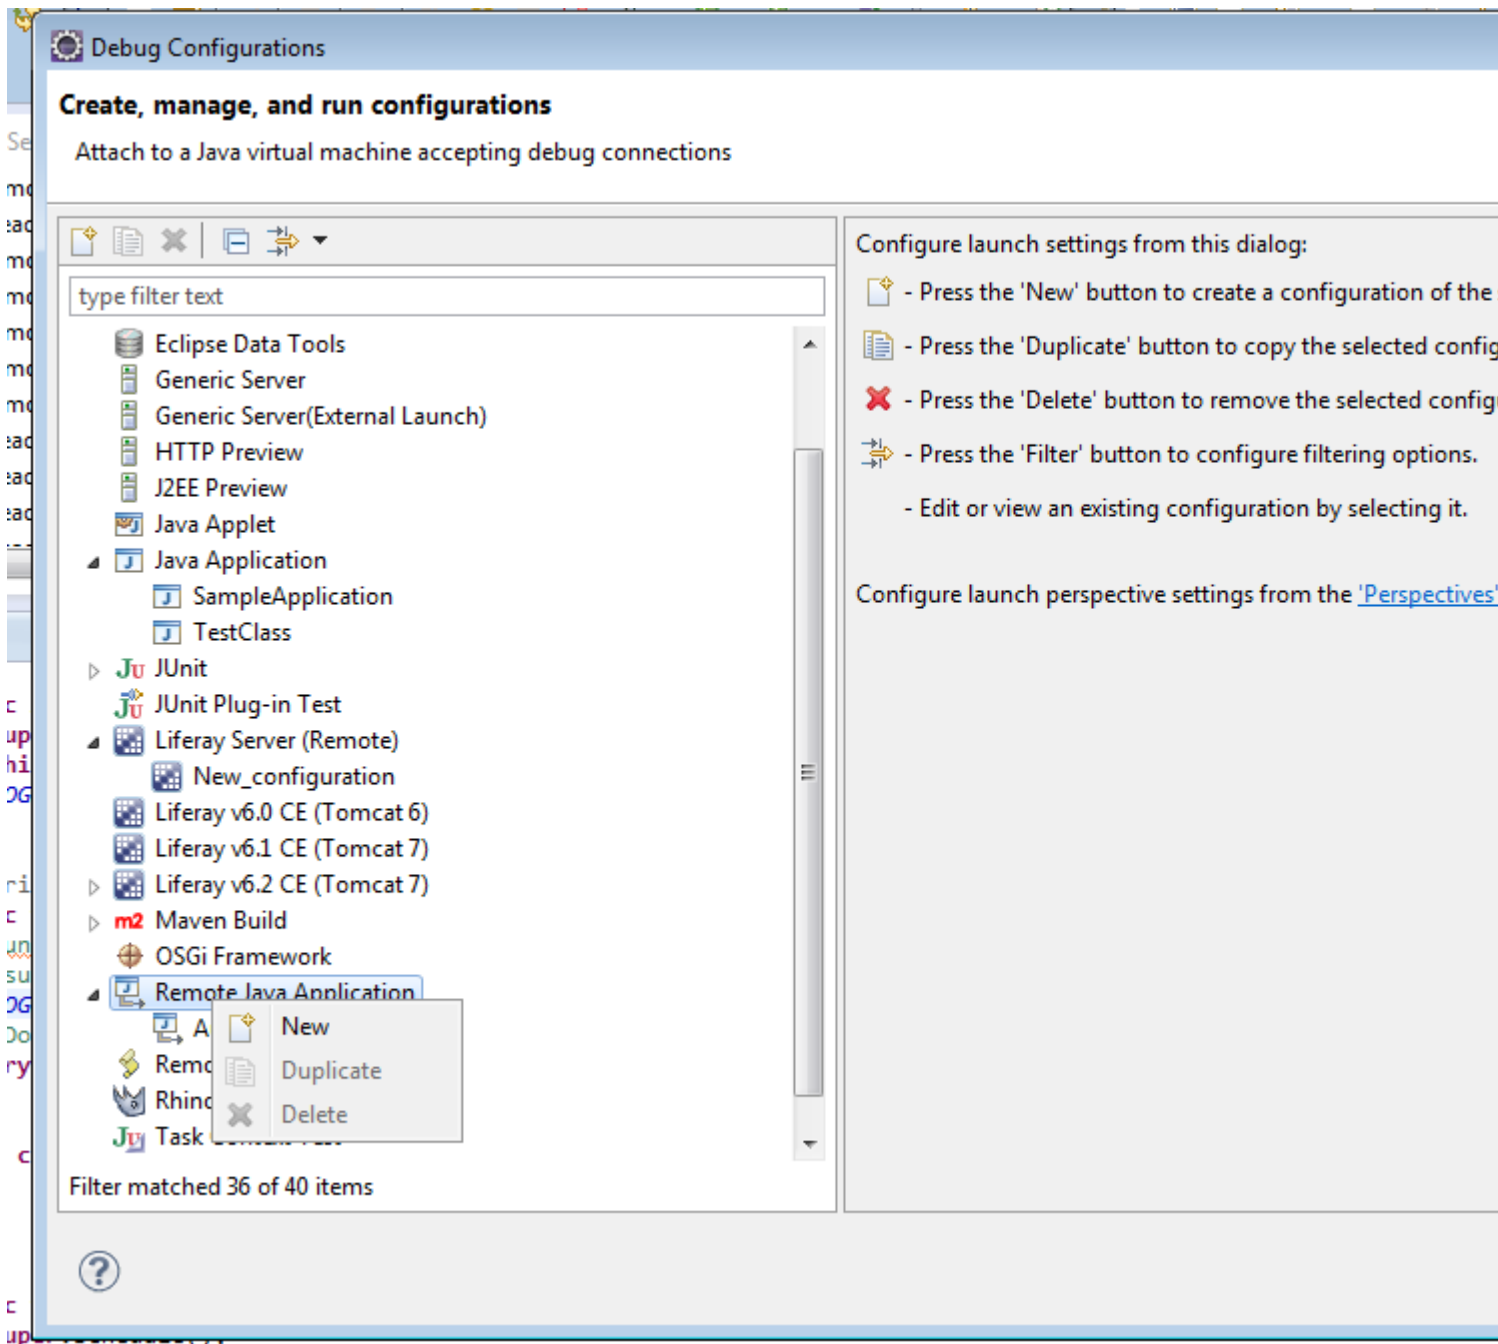 Debug Configurations
Create, manage, and run configurations
Attach to a Java virtual machine accepting debug connections
type filter text
Eclipse Data Tools
Generic Server
Generic Server(External Launch)
HTTP Preview
J2EE Preview
Java Applet
Java Application
SampleApplication
TestClass
JUnit
JUnit Plug-in Test
Liferay Server (Remote)
New_configuration
Liferay v6.0 CE (Tomcat 6)
Liferay v6.1 CE (Tomcat 7)
Liferay v6.2 CE (Tomcat 7)
m2 Maven Build
OSGi Framework
Remote Java Application
New
Duplicate
Delete
Task
Filter matched 36 of 40 items
Configure launch settings from this dialog:
- Press the 'New' button to create a configuration of the
- Press the 'Duplicate' button to copy the selected config
- Press the 'Delete' button to remove the selected config
- Press the 'Filter' button to configure filtering options.
- Edit or view an existing configuration by selecting it.
Configure launch perspective settings from the 'Perspectives'